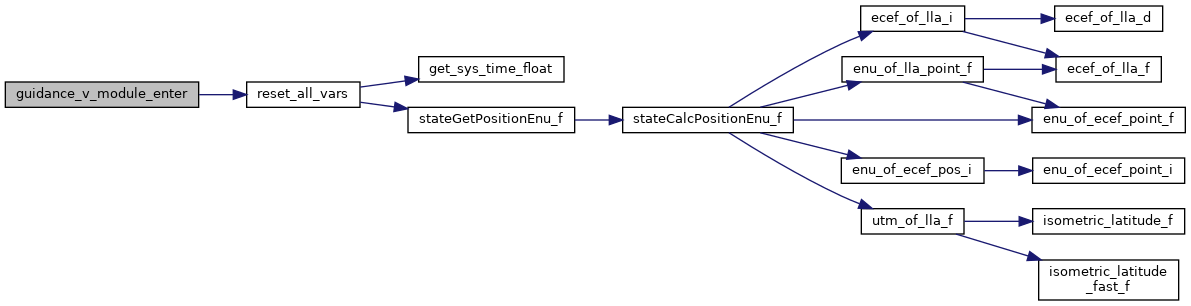 guidance_v_module_enter
reset_all_vars
get_sys_time_float
stateGetPositionEnu_f
stateCalcPositionEnu_f
ecef_of_lla_i
enu_of_lla_point_f
enu_of_ecef_pos_i
utm_of_lla_f
ecef_of_lla_d
ecef_of_lla_f
enu_of_ecef_point_f
enu_of_ecef_point_i
isometric_latitude_f
isometric_latitude
_fast_f